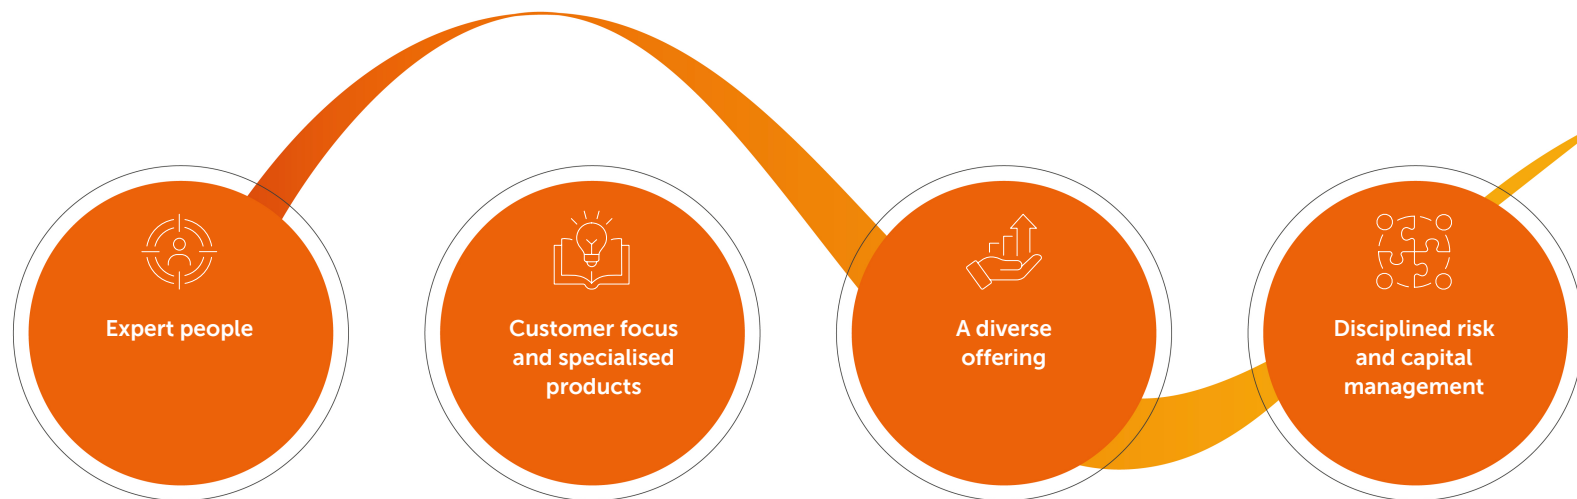 Expert people
Customer focus
and specialised
products
A diverse
offering
Disciplined risk
and capital
management